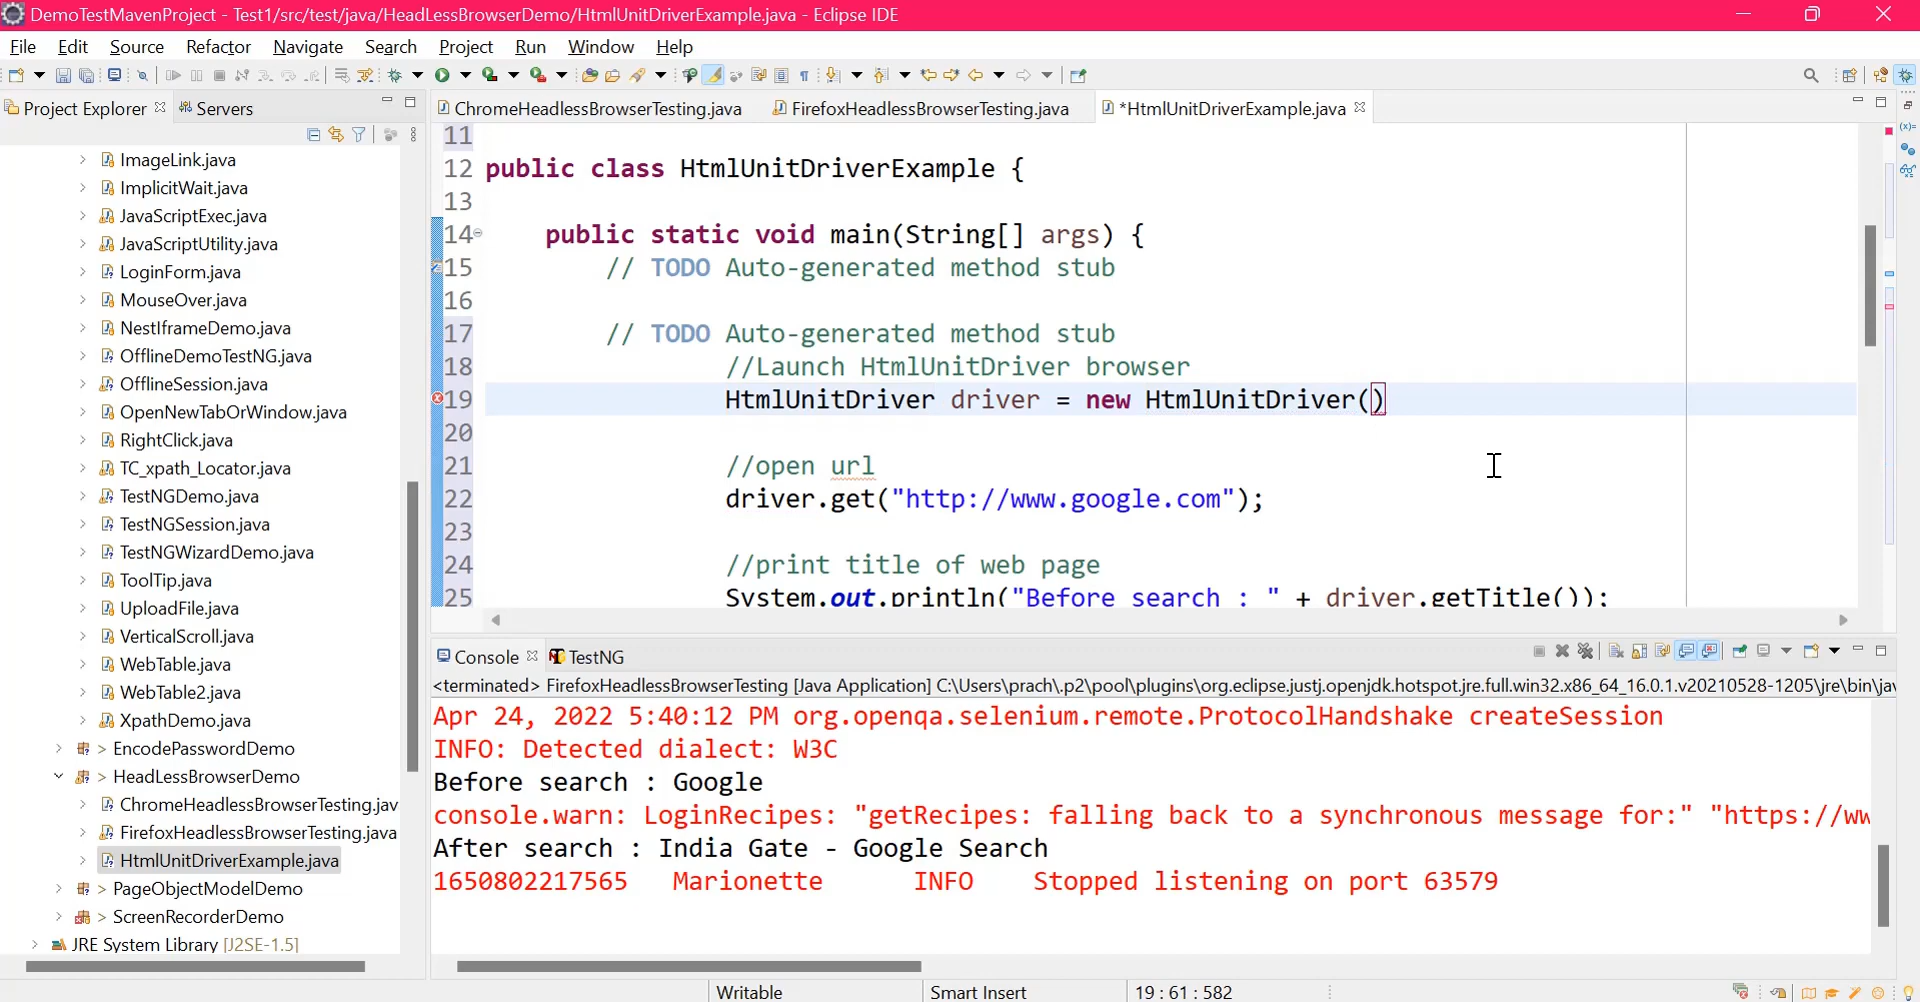 DemoTestMavenProject - Test1/src/test/java/HeadLessBrowserDemo/HtmlUnitDriverExample.java - Eclipse IDE
File Edit Source Refactor Navigate Search Project Run Window Help
Project Explorer Servers
ChromeHeadlessBrowserTesting.java FirefoxHeadlessBrowserTesting.java *HtmlUnitDriverExample.java
ImageLink.java
ImplicitWait.java
JavaScriptExec.java
JavaScriptUtility.java
LoginForm.java
MouseOver.java
NestIframeDemo.java
OfflineDemoTestNG.java
OfflineSession.java
OpenNewTabOrWindow.java
RightClick.java
TC_xpath_Locator.java
TestNGDemo.java
TestNGSession.java
TestNGWizardDemo.java
ToolTip.java
UploadFile.java
VerticalScroll.java
WebTable.java
WebTable2.java
XpathDemo.java
> EncodePasswordDemo
> HeadLessBrowserDemo
ChromeHeadlessBrowserTesting.jav
FirefoxHeadlessBrowserTesting.java
HtmlUnitDriverExample.java
> PageObjectModelDemo
> ScreenRecorderDemo
JRE System Library [J2SE-1.5]
11
12 public class HtmlUnitDriverExample {
13
14 public static void main(String[] args) {
15 // TODO Auto-generated method stub
16
17 // TODO Auto-generated method stub
18 //Launch HtmlUnitDriver browser
19 HtmlUnitDriver driver = new HtmlUnitDriver()
20
21 //open url
22 driver.get("http://www.google.com");
23
24 //print title of web page
25 System.out.println("Before search : " + driver.getTitle());
Console TestNG
<terminated> FirefoxHeadlessBrowserTesting [Java Application] C:\Users\prach\.p2\pool\plugins\org.eclipse.justj.openjdk.hotspot.jre.full.win32.x86_64_16.0.1.v20210528-1205\jre\bin\jav
Apr 24, 2022 5:40:12 PM org.openqa.selenium.remote.ProtocolHandshake createSession
INFO: Detected dialect: W3C
Before search : Google
console.warn: LoginRecipes: "getRecipes: falling back to a synchronous message for:" "https://ww
After search : India Gate - Google Search
1650802217565 Marionette INFO Stopped listening on port 63579
Writable Smart Insert 19 : 61 : 582